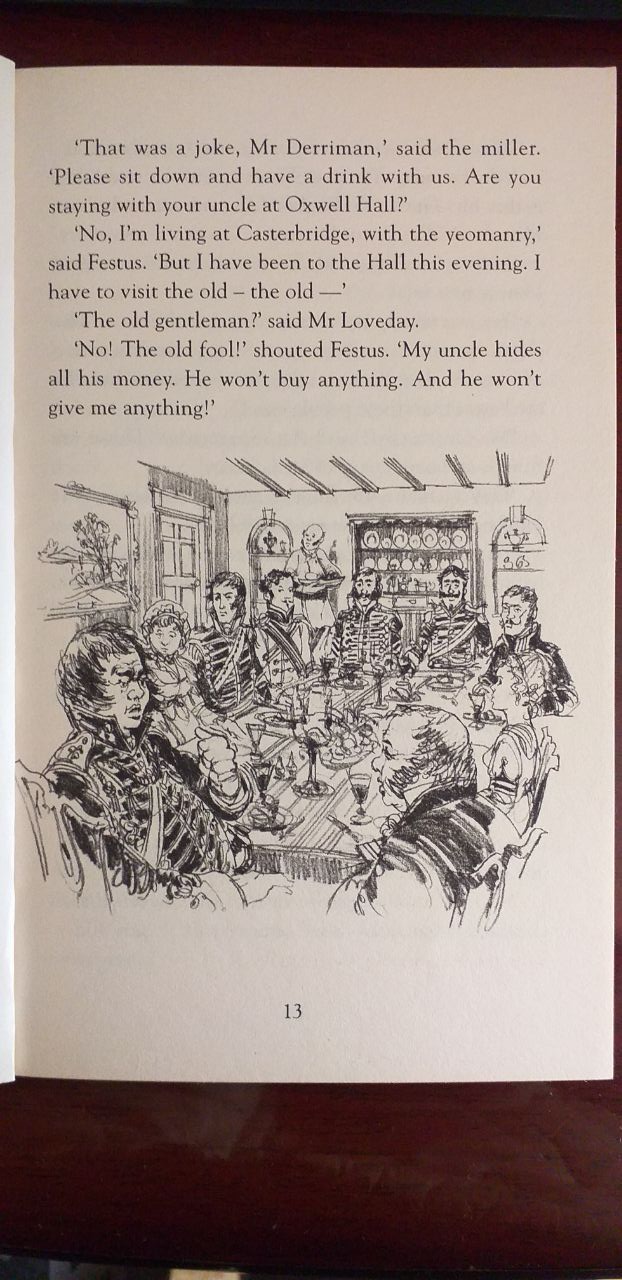 ‘That was a joke, Mr Derriman,’ said the miller.
‘Please sit down and have a drink with us. Are you
staying with your uncle at Oxwell Hall?’
‘No, I’m living at Casterbridge, with the yeomanry,’
said Festus. ‘But I have been to the Hall this evening. I
have to visit the old – the old —’
‘The old gentleman?’ said Mr Loveday.
‘No! The old fool!’ shouted Festus. ‘My uncle hides
all his money. He won’t buy anything. And he won’t
give me anything!’
13